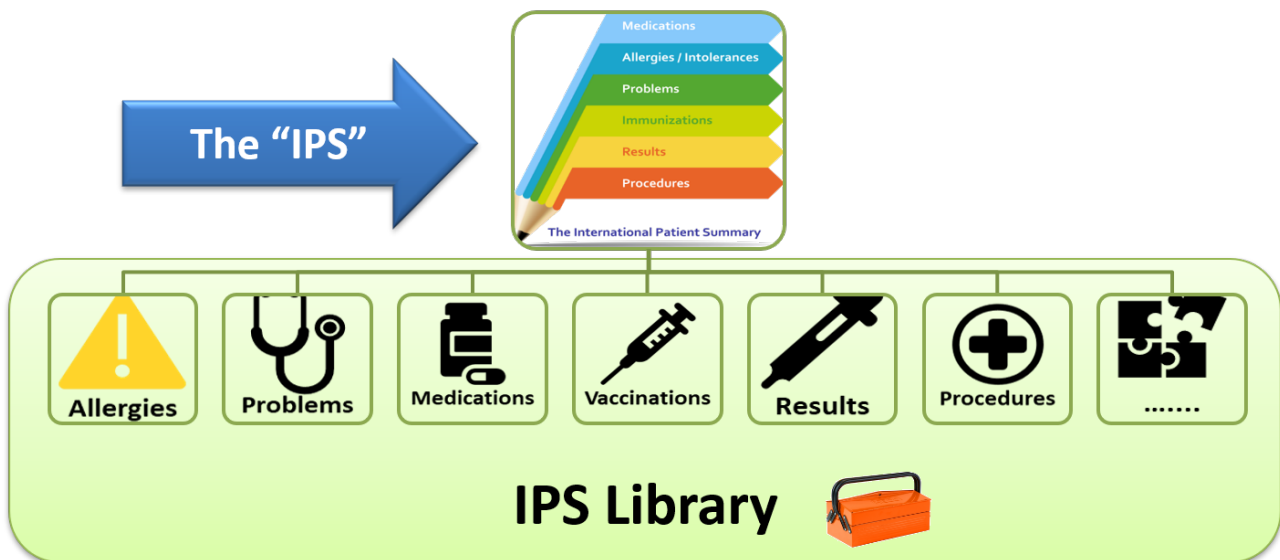 The “IPS”
Medications
Allergies / Intolerances
Problems
Immunizations
Results
Procedures
The International Patient Summary
Allergies
Problems
Medications
Vaccinations
Results
Procedures
.......
IPS Library